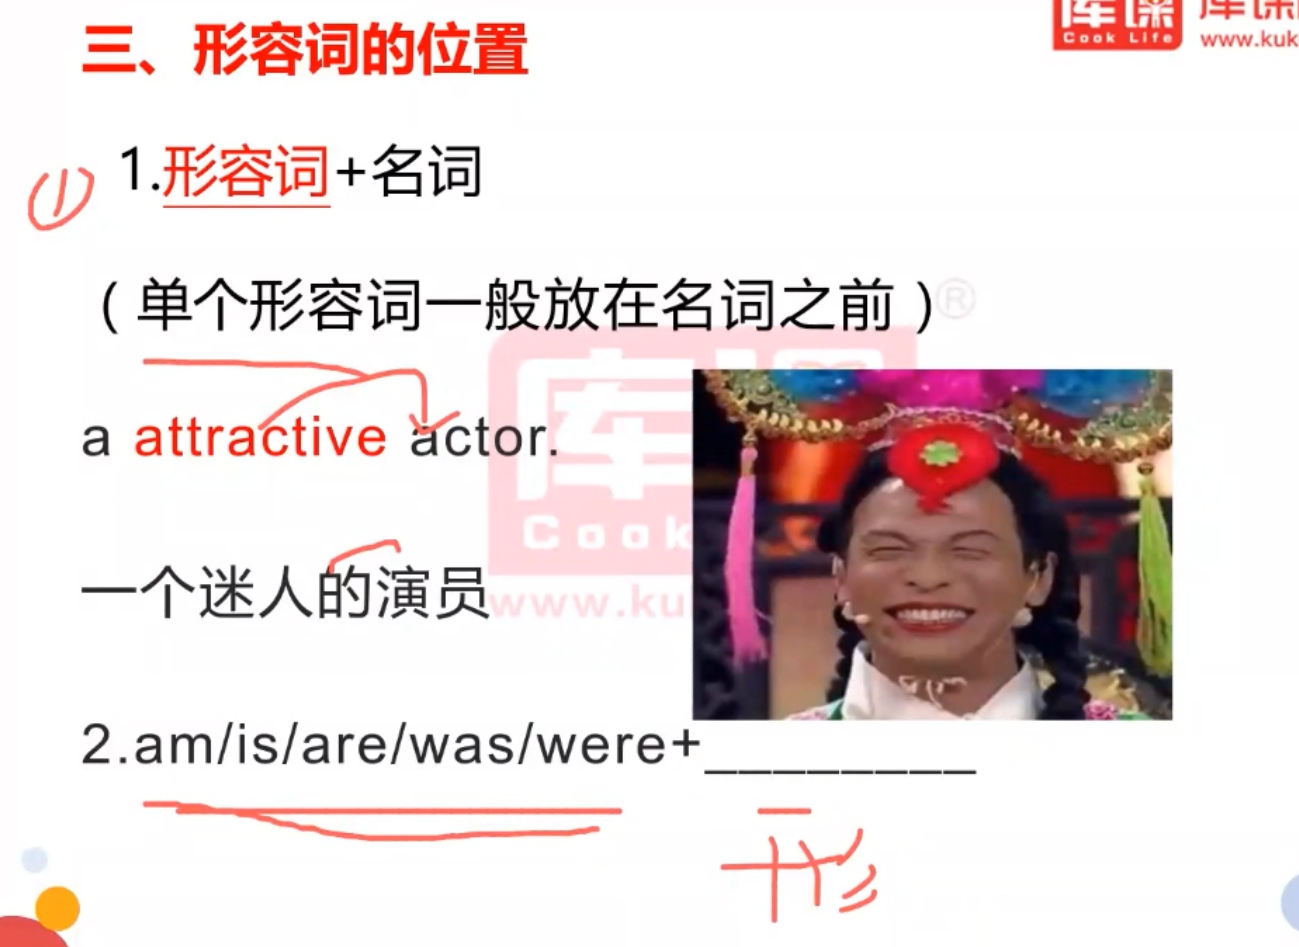 三、形容词的位置
库课 库课
Cook Life www.kuk
1.形容词+名词
①
(单个形容词一般放在名词之前)®
a attractive actor.
库课
Cook
一个迷人的演员
www.ku
2.am/is/are/was/were+________
形